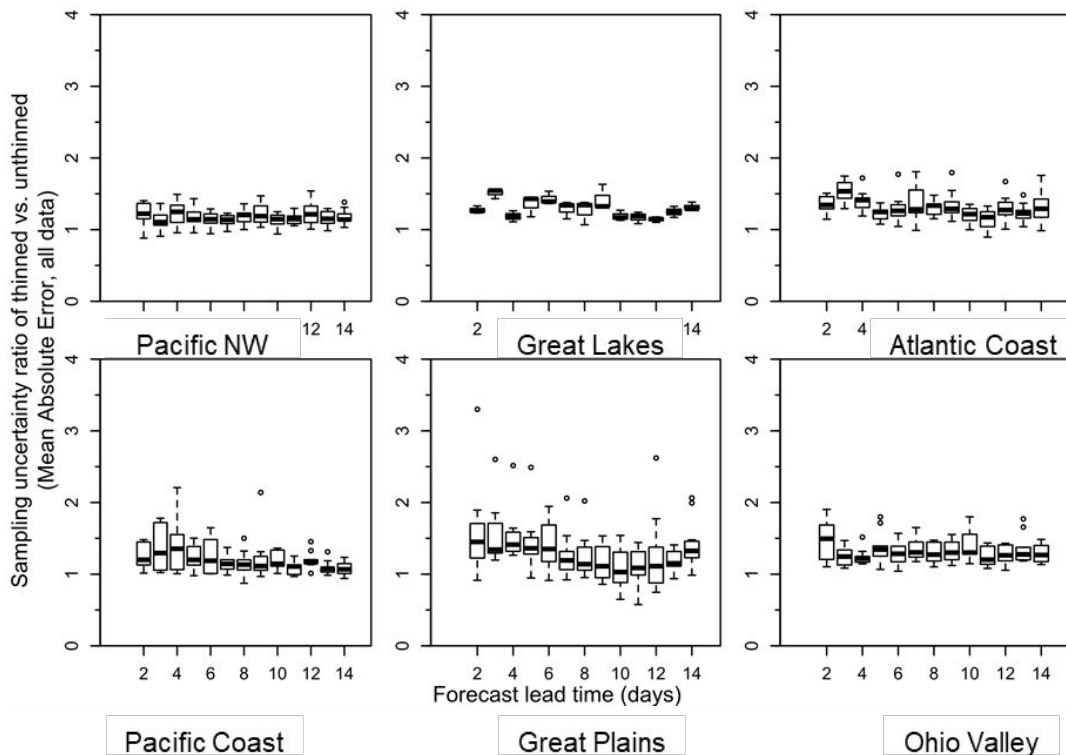 Sampling uncertainty ratio of thinned vs. unthinned
(Mean Absolute Error, all data)
4
3
2
1
0
4
3
2
1
0
4
3
2
1
0
12 14
2
14
2 4
Pacific NW
Great Lakes
Atlantic Coast
4
3
2
1
0
4
3
2
1
0
4
3
2
1
0
2 4 6 8 10 12 14
2 4 6 8 10 12 14
2 4 6 8 10 12 14
Forecast lead time (days)
Pacific Coast
Great Plains
Ohio Valley